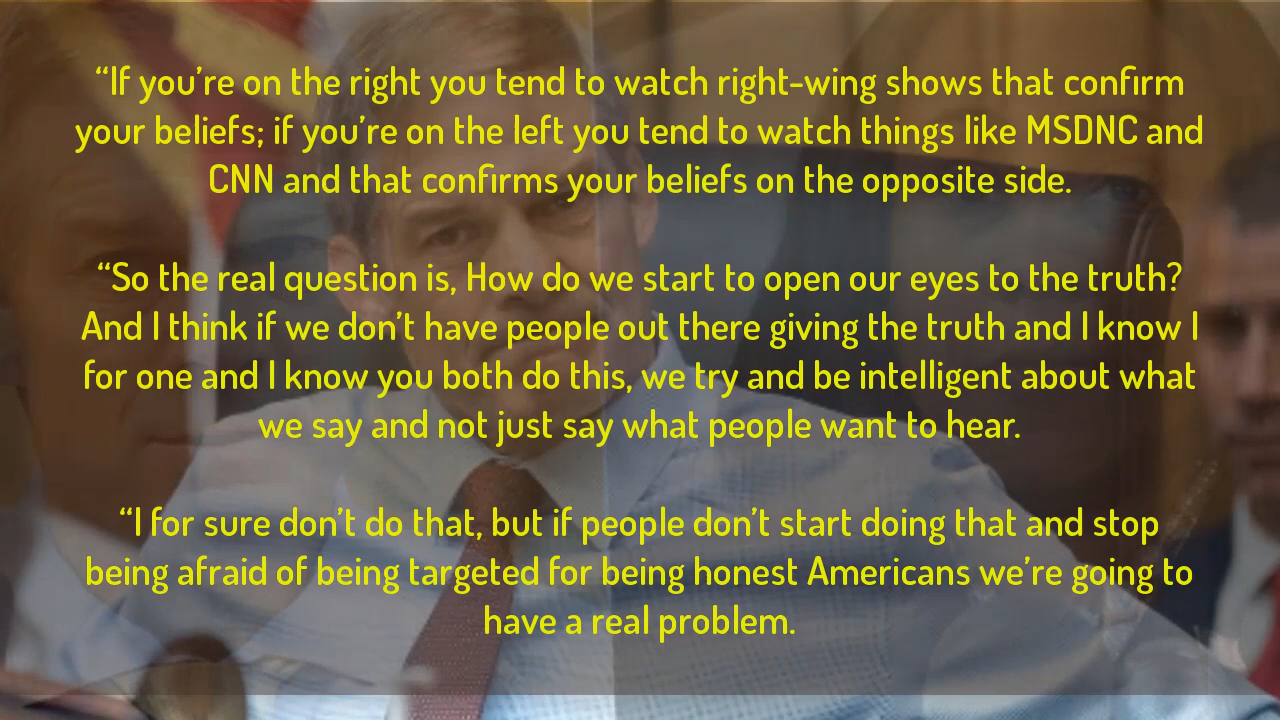 “If you’re on the right you tend to watch right-wing shows that confirm
your beliefs; if you’re on the left you tend to watch things like MSDNC and
CNN and that confirms your beliefs on the opposite side.
“So the real question is, How do we start to open our eyes to the truth?
And I think if we don’t have people out there giving the truth and I know I
for one and I know you both do this, we try and be intelligent about what
we say and not just say what people want to hear.
“I for sure don’t do that, but if people don’t start doing that and stop
being afraid of being targeted for being honest Americans we’re going to
have a real problem.